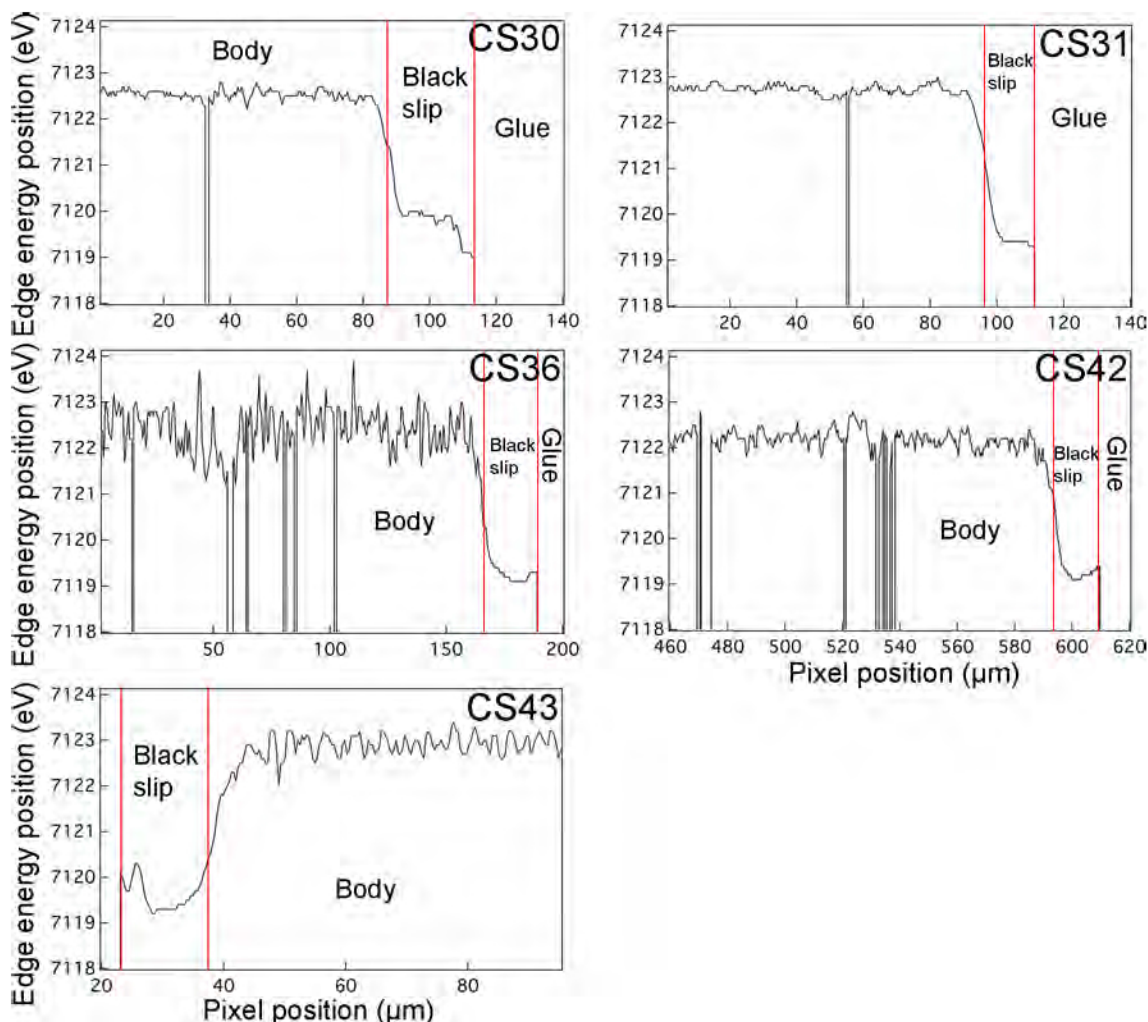 Edge energy position (eV)
7124
7123
7122
7121
7120
7119
7118
CS30
Body
Black
slip
Glue
20 40 60 80 100 120 140
7124
7123
7122
7121
7120
7119
7118
CS31
Black
slip
Glue
20 40 60 80 100 120 140
Edge energy position (eV)
7124
7123
7122
7121
7120
7119
7118
CS36
Black
slip
Glue
Body
50 100 150 200
7124
7123
7122
7121
7120
7119
7118
CS42
Black
slip
Glue
Body
460 480 500 520 540 560 580 600 620
Pixel position (µm)
Edge energy position (eV)
7124
7123
7122
7121
7120
7119
7118
CS43
Black
slip
Body
20 40 60 80
Pixel position (µm)